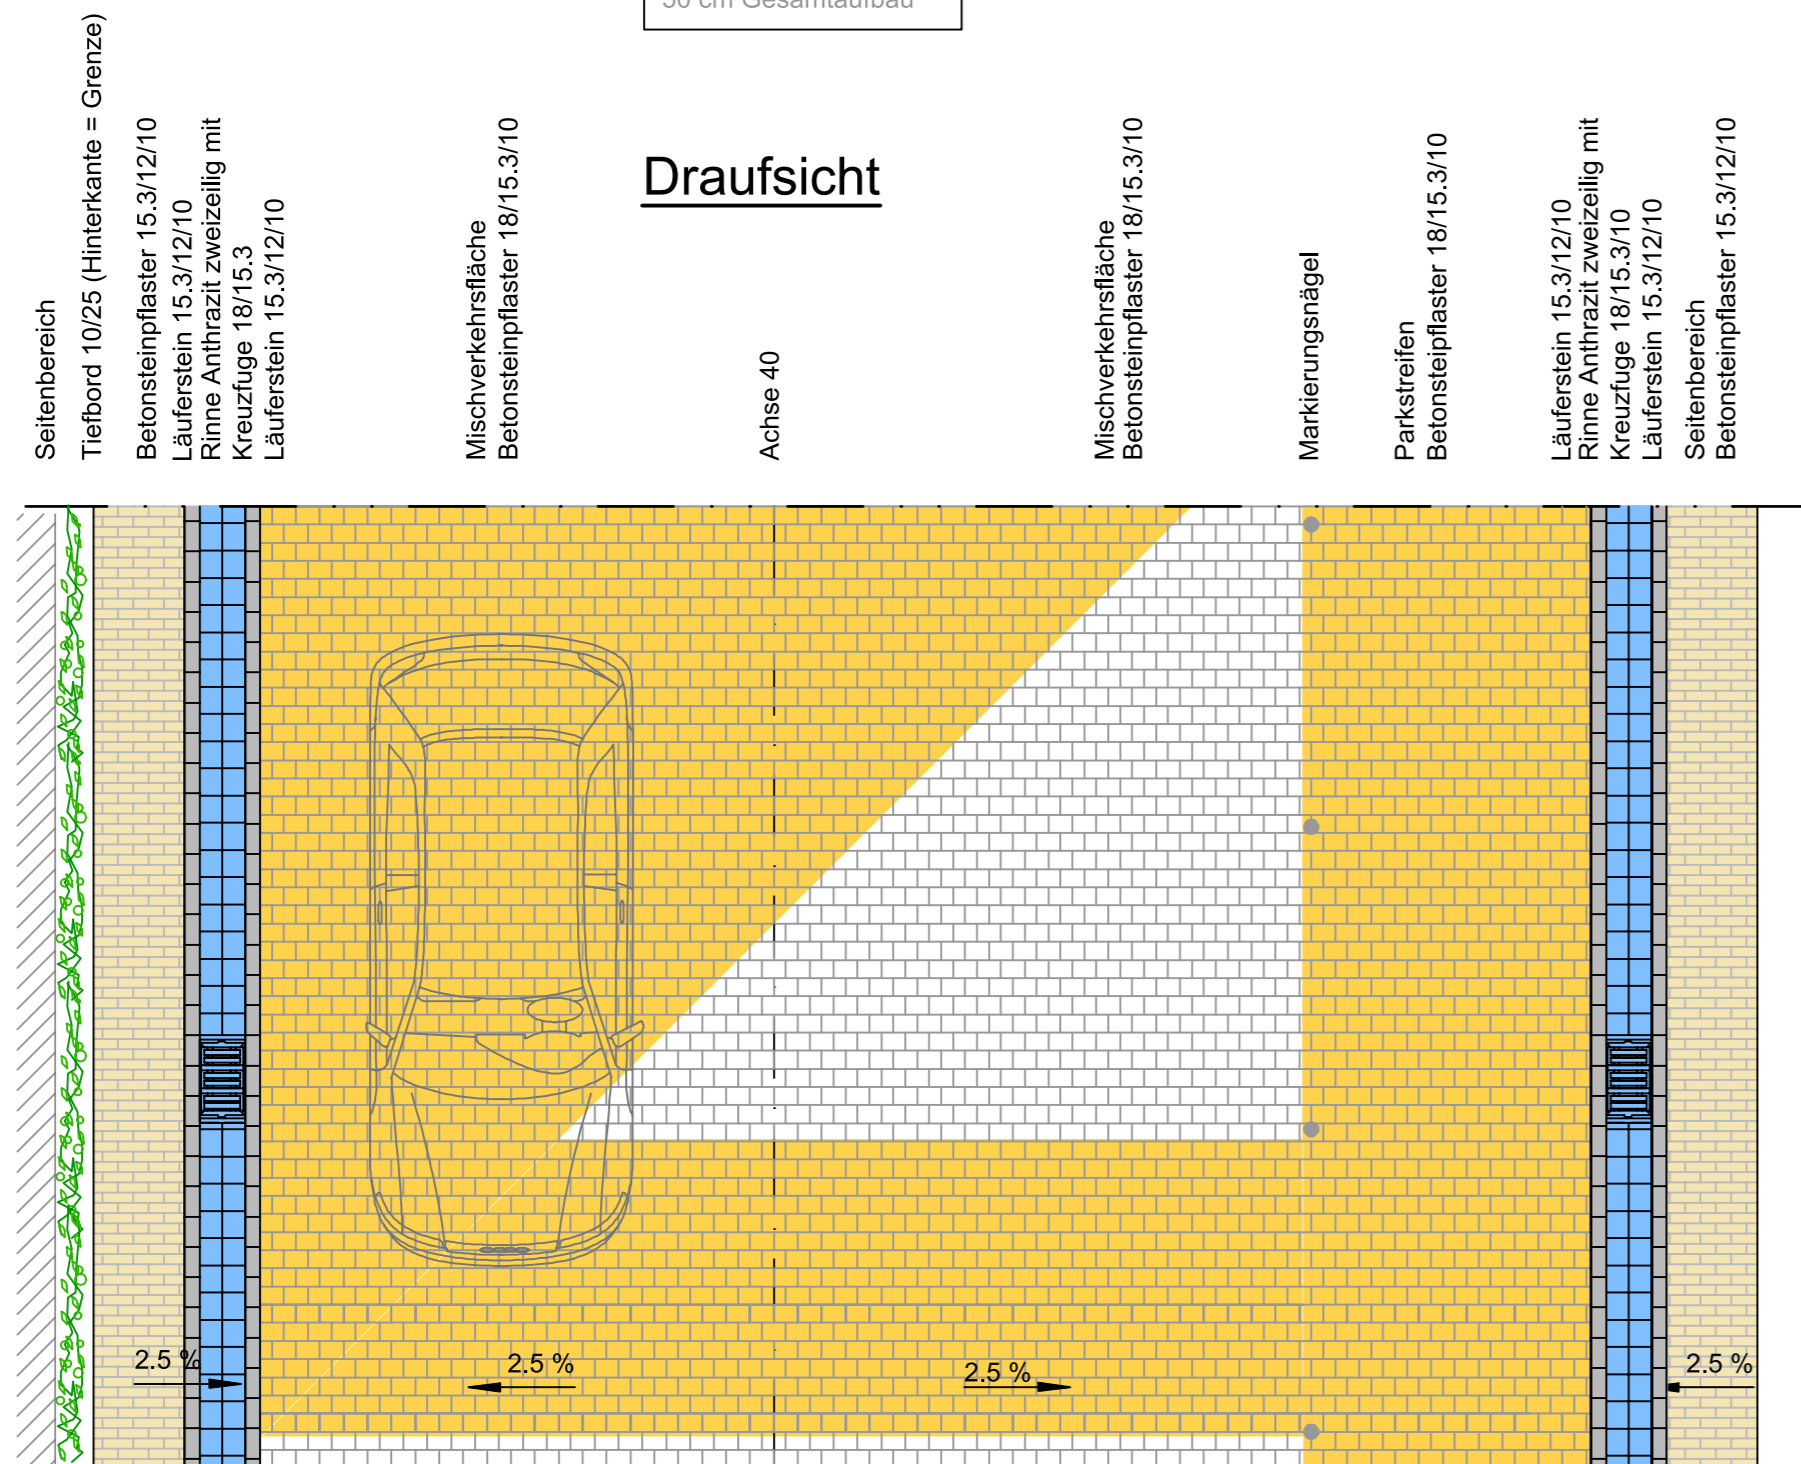 50 cm Gesamtaufbau
Draufsicht
Seitenbereich
Tiefbord 10/25 (Hinterkante = Grenze)
Betonsteinpflaster 15.3/12/10
Läuferstein 15.3/12/10
Rinne Anthrazit zweizeilig mit
Kreuzfuge 18/15.3
Läuferstein 15.3/12/10
Mischverkehrsfläche
Betonsteinpflaster 18/15.3/10
Achse 40
Mischverkehrsfläche
Betonsteinpflaster 18/15.3/10
Markierungsnägel
Parkstreifen
Betonsteipflaster 18/15.3/10
Läuferstein 15.3/12/10
Rinne Anthrazit zweizeilig mit
Kreuzfuge 18/15.3/10
Läuferstein 15.3/12/10
Seitenbereich
Betonsteinpflaster 15.3/12/10
2.5 %
2.5 %
2.5 %
2.5 %